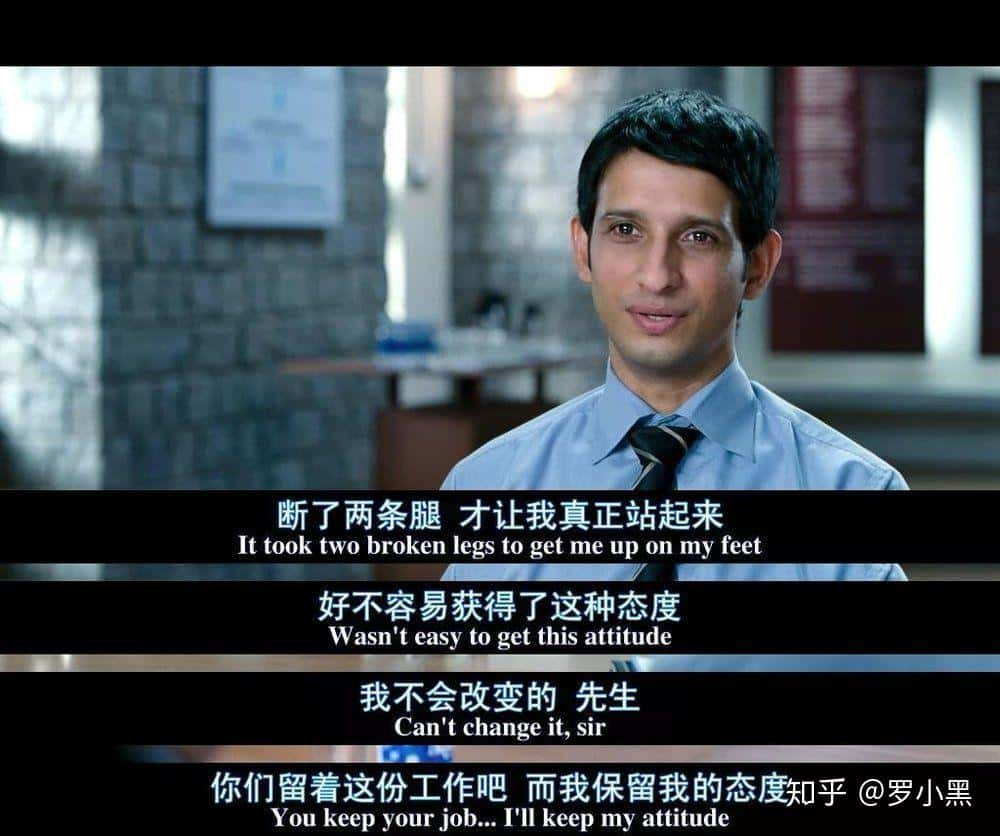 断了两条腿 才让我真正站起来
It took two broken legs to get me up on my feet
好不容易获得了这种态度
Wasn't easy to get this attitude
我不会改变的 先生
Can't change it, sir
你们留着这份工作吧 而我保留我的态度
You keep your job... I'll keep my attitude
知乎 @罗小黑